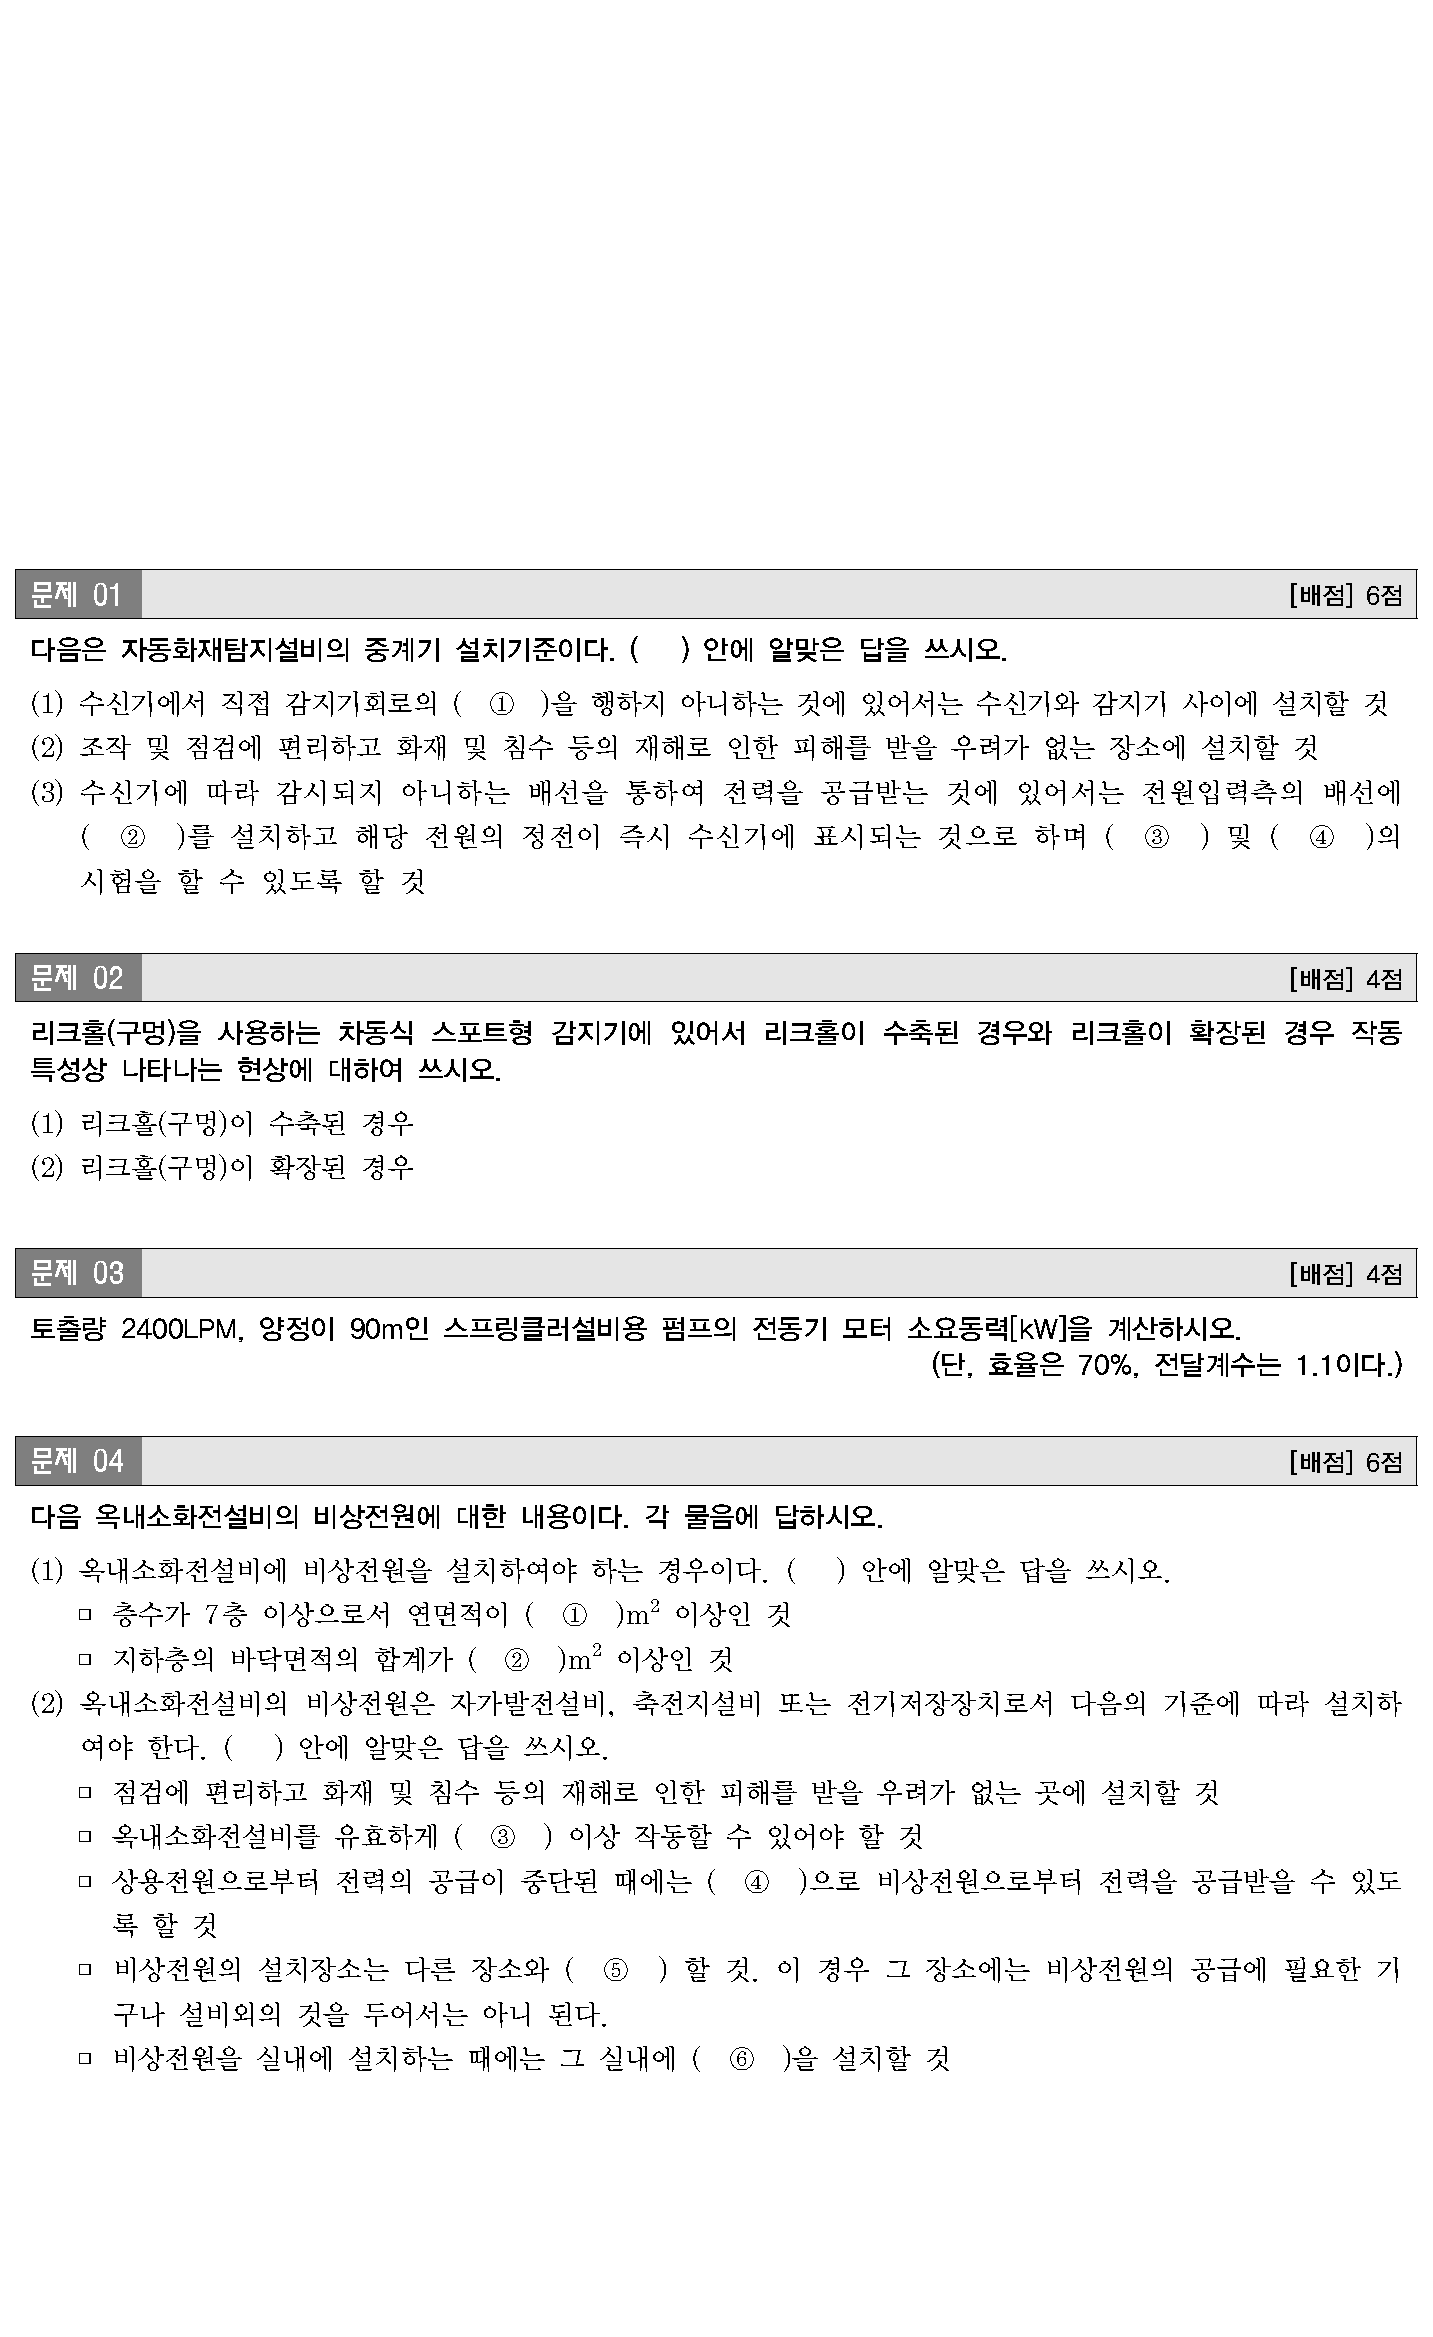 문제 01 [배점] 6점
다음은 자동화재탐지설비의 중계기 설치기준이다. (    ) 안에 알맞은 답을 쓰시오.
(1) 수신기에서 직접 감지기회로의 ( ① )을 행하지 아니하는 것에 있어서는 수신기와 감지기 사이에 설치할 것
(2) 조작 및 점검에 편리하고 화재 및 침수 등의 재해로 인한 피해를 받을 우려가 없는 장소에 설치할 것
(3) 수신기에 따라 감시되지 아니하는 배선을 통하여 전력을 공급받는 것에 있어서는 전원입력측의 배선에
( ② )를 설치하고 해당 전원의 정전이 즉시 수신기에 표시되는 것으로 하며 ( ③ ) 및 ( ④ )의
시험을 할 수 있도록 할 것
문제 02 [배점] 4점
리크홀(구멍)을 사용하는 차동식 스포트형 감지기에 있어서 리크홀이 수축된 경우와 리크홀이 확장된 경우 작동
특성상 나타나는 현상에 대하여 쓰시오.
(1) 리크홀(구멍)이 수축된 경우
(2) 리크홀(구멍)이 확장된 경우
문제 03 [배점] 4점
토출량 2400LPM, 양정이 90m인 스프링클러설비용 펌프의 전동기 모터 소요동력[kW]을 계산하시오.
(단, 효율은 70%, 전달계수는 1.1이다.)
문제 04 [배점] 6점
다음 옥내소화전설비의 비상전원에 대한 내용이다. 각 물음에 답하시오.
(1) 옥내소화전설비에 비상전원을 설치하여야 하는 경우이다. (    ) 안에 알맞은 답을 쓰시오.
□ 층수가 7층 이상으로서 연면적이 ( ① )m² 이상인 것
□ 지하층의 바닥면적의 합계가 ( ② )m² 이상인 것
(2) 옥내소화전설비의 비상전원은 자가발전설비, 축전지설비 또는 전기저장장치로서 다음의 기준에 따라 설치하
여야 한다. (    ) 안에 알맞은 답을 쓰시오.
□ 점검에 편리하고 화재 및 침수 등의 재해로 인한 피해를 받을 우려가 없는 곳에 설치할 것
□ 옥내소화전설비를 유효하게 ( ③ ) 이상 작동할 수 있어야 할 것
□ 상용전원으로부터 전력의 공급이 중단된 때에는 ( ④ )으로 비상전원으로부터 전력을 공급받을 수 있도
록 할 것
□ 비상전원의 설치장소는 다른 장소와 ( ⑤ ) 할 것. 이 경우 그 장소에는 비상전원의 공급에 필요한 기
구나 설비외의 것을 두어서는 아니 된다.
□ 비상전원을 실내에 설치하는 때에는 그 실내에 ( ⑥ )을 설치할 것